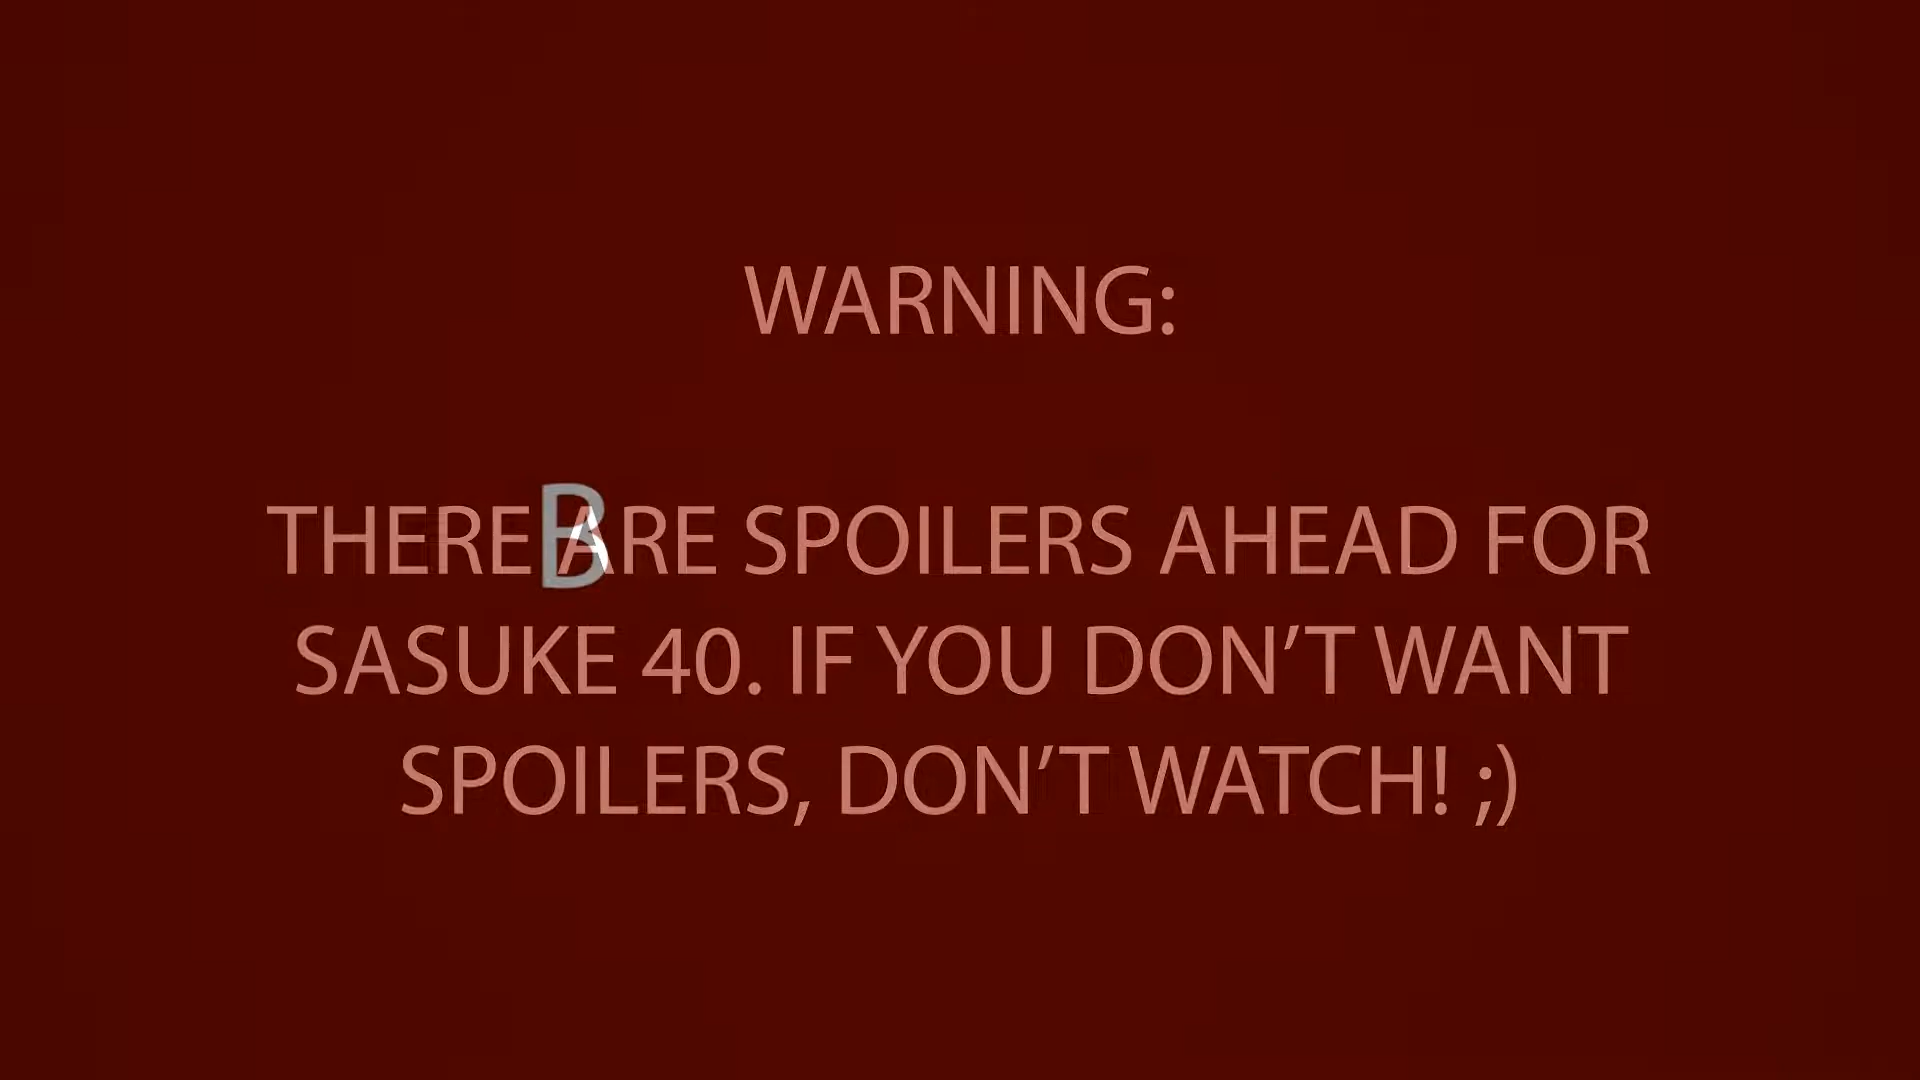 WARNING:
THERE ARE SPOILERS AHEAD FOR
SASUKE 40. IF YOU DON’T WANT
SPOILERS, DON’T WATCH! ;)
B